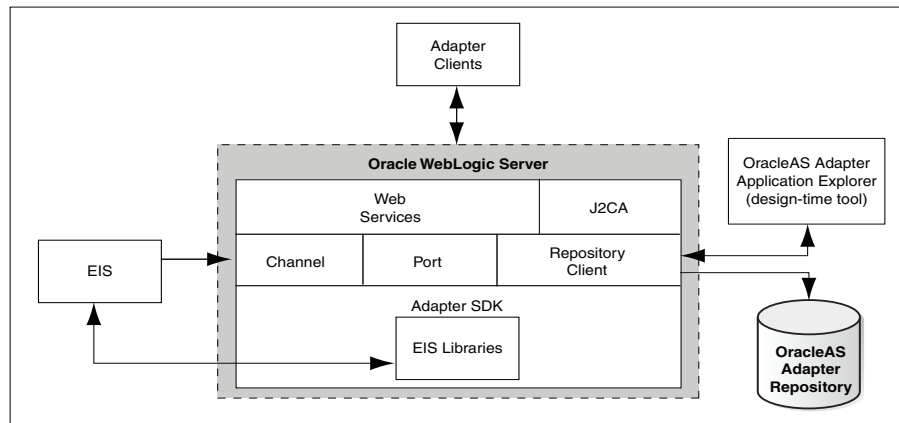 Adapter
Clients
Oracle WebLogic Server
OracleAS Adapter
Application Explorer
(design-time tool)
Web
Services
J2CA
EIS
Channel
Port
Repository
Client
Adapter SDK
EIS Libraries
OracleAS
Adapter
Repository